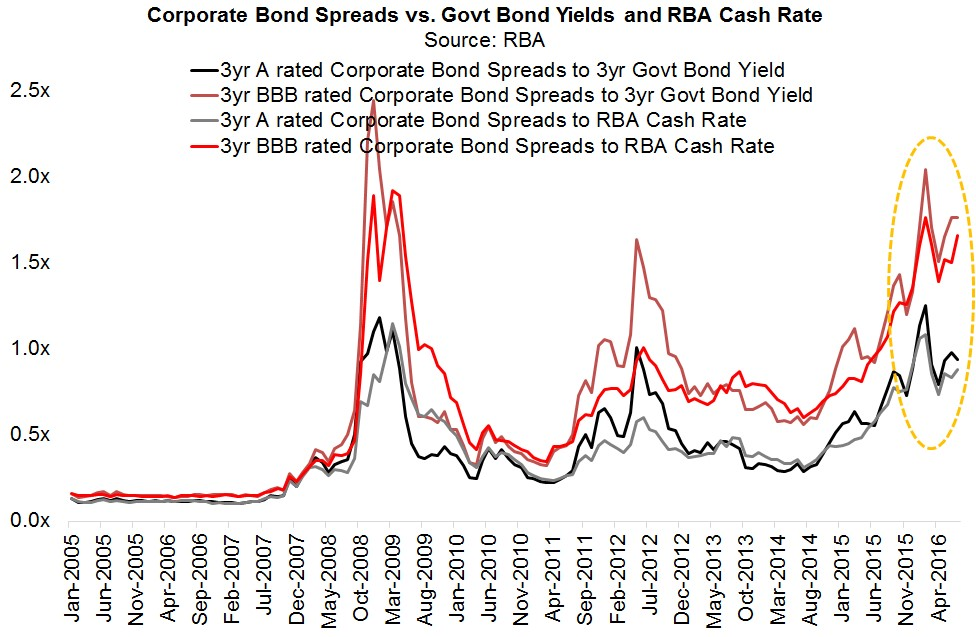 Corporate Bond Spreads vs. Govt Bond Yields and RBA Cash Rate
Source: RBA
3yr A rated Corporate Bond Spreads to 3yr Govt Bond Yield
3yr BBB rated Corporate Bond Spreads to 3yr Govt Bond Yield
3yr A rated Corporate Bond Spreads to RBA Cash Rate
3yr BBB rated Corporate Bond Spreads to RBA Cash Rate
2.5x
2.0x
1.5x
1.0x
0.5x
0.0x
Jan-2005
Jun-2005
Nov-2005
Apr-2006
Sep-2006
Feb-2007
Jul-2007
Dec-2007
May-2008
Oct-2008
Mar-2009
Aug-2009
Jan-2010
Jun-2010
Nov-2010
Apr-2011
Sep-2011
Feb-2012
Jul-2012
Dec-2012
May-2013
Oct-2013
Mar-2014
Aug-2014
Jan-2015
Jun-2015
Nov-2015
Apr-2016